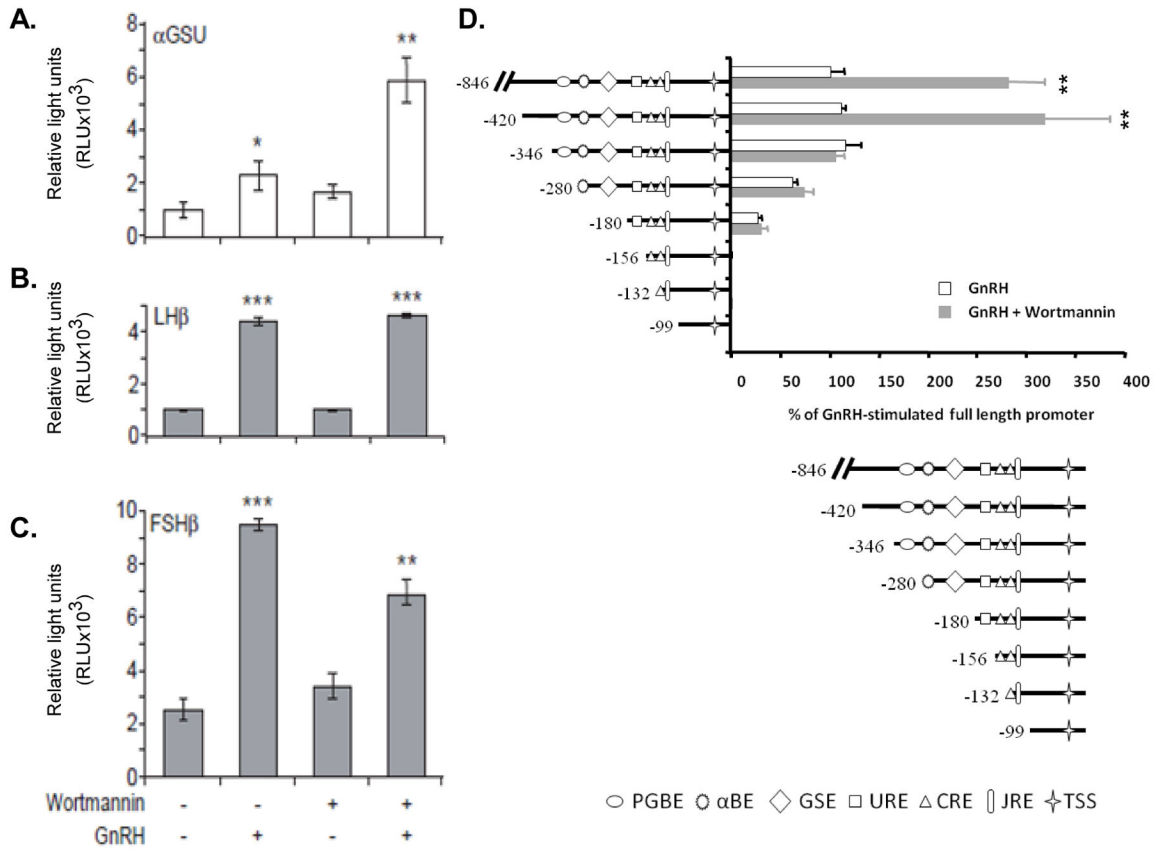 A.
αGSU
Relative light units
(RLUx10³)
8
6
4
2
0
*
**
B.
LHβ
Relative light units
(RLUx10³)
4
2
0
***
***
C.
FSHβ
Relative light units
(RLUx10³)
10
8
6
4
2
0
***
**
Wortmannin - - + +
GnRH - + - +
D.
-846
**
-420
**
-346
-280
-180
-156
-132
-99
GnRH
GnRH + Wortmannin
0 50 100 150 200 250 300 350 400
% of GnRH-stimulated full length promoter
-846
-420
-346
-280
-180
-156
-132
-99
PGBE αBE GSE URE CRE JRE TSS